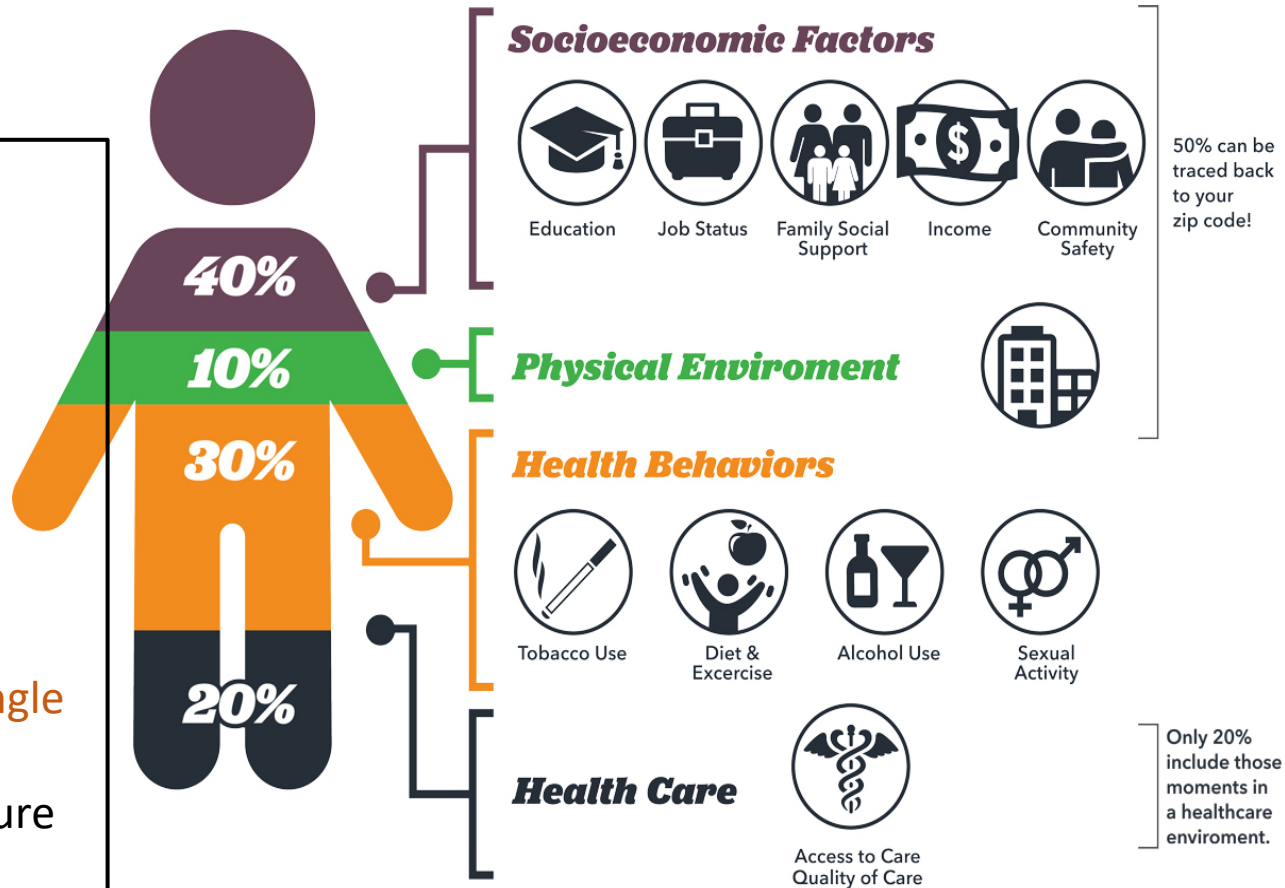 Socioeconomic Factors
Education
Job Status
Family Social
Support
Income
Community
Safety
50% can be
traced back
to your
zip code!
40%
10%
Physical Enviroment
30%
Health Behaviors
Tobacco Use
Diet &
Excercise
Alcohol Use
Sexual
Activity
ngle
ure
20%
Health Care
Access to Care
Quality of Care
Only 20%
include those
moments in
a healthcare
enviroment.
$